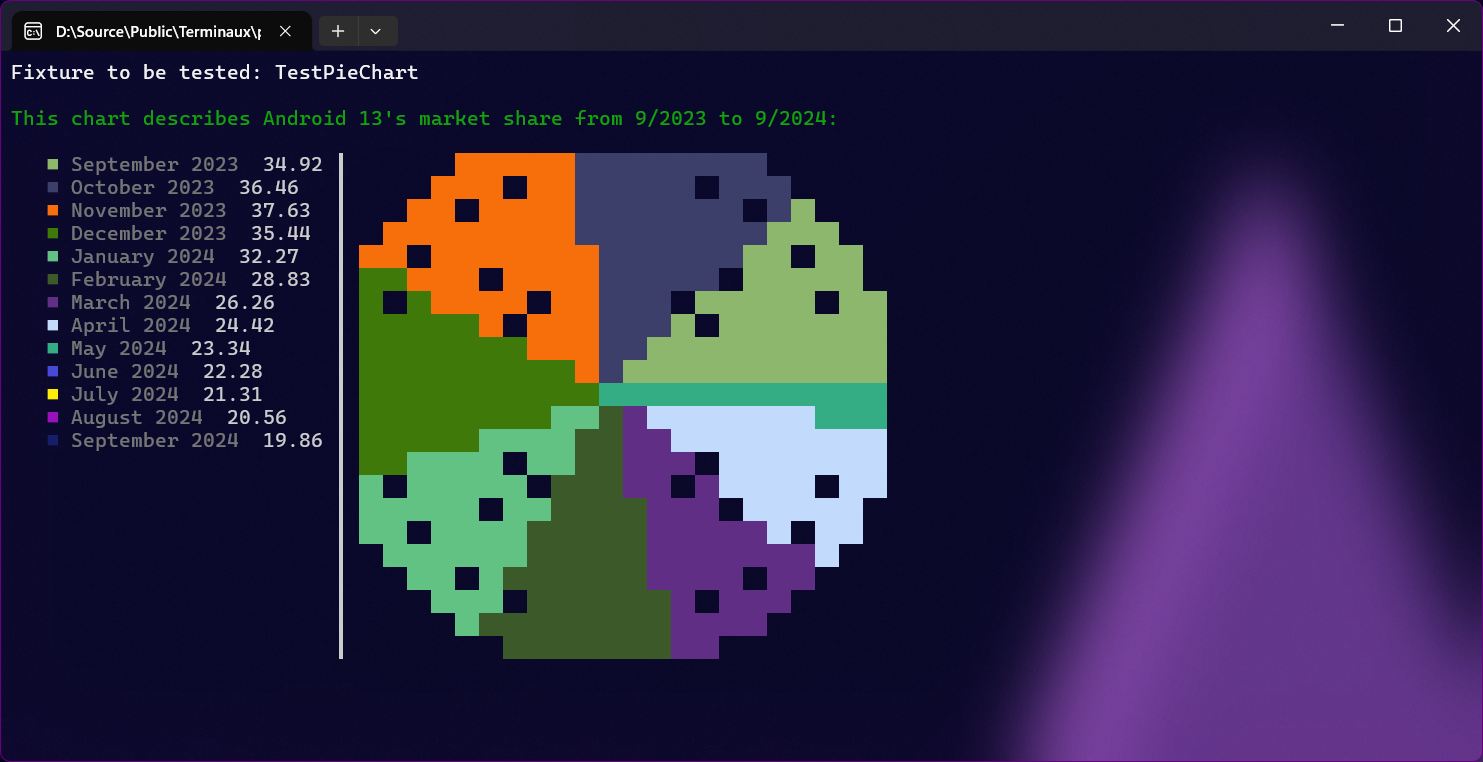 D:\Source\Public\Terminaux\p
Fixture to be tested: TestPieChart
This chart describes Android 13's market share from 9/2023 to 9/2024:
September 2023 34.92
October 2023 36.46
November 2023 37.63
December 2023 35.44
January 2024 32.27
February 2024 28.83
March 2024 26.26
April 2024 24.42
May 2024 23.34
June 2024 22.28
July 2024 21.31
August 2024 20.56
September 2024 19.86